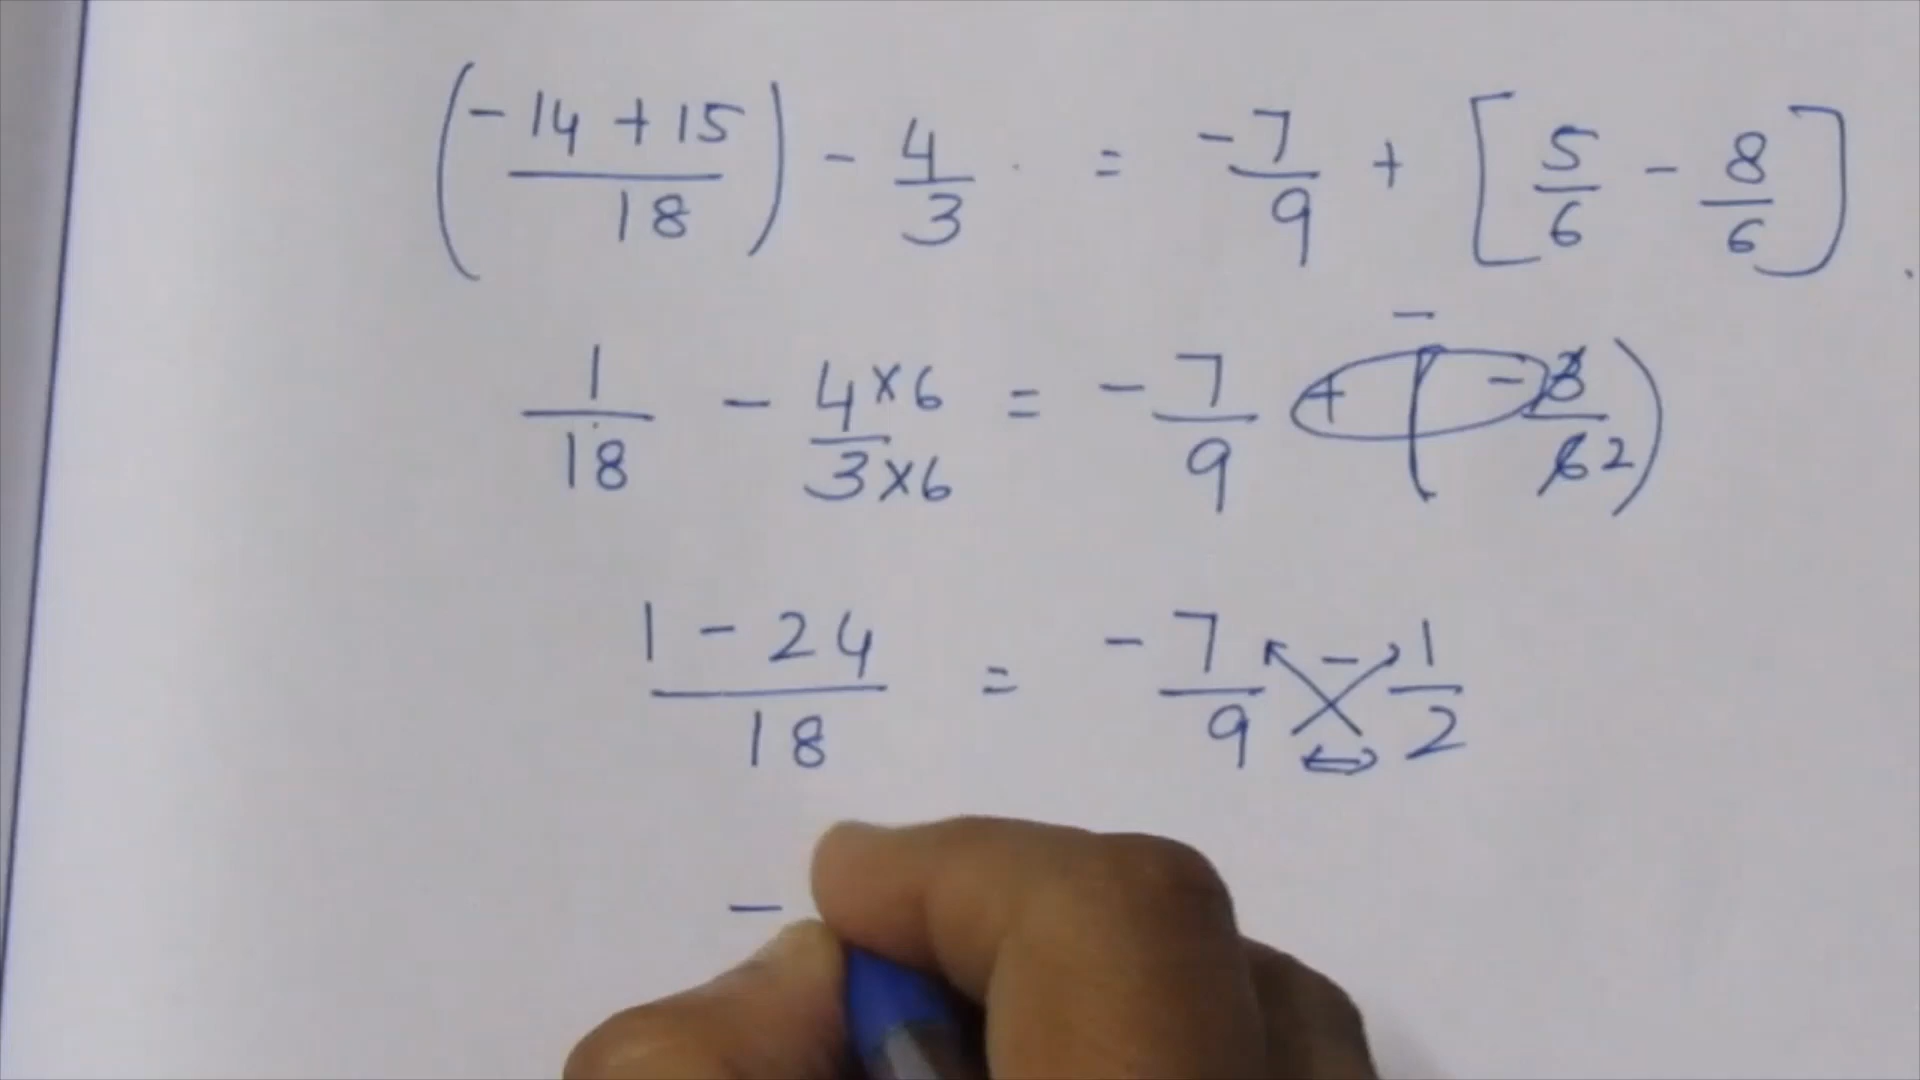 (-14+15/18) - 4/3 = -7/9 + [5/6 - 8/6]
1/18 - 4×6/3×6 = -7/9 + (-3/6 2)
1-24/18 = -7/9 - 1/2
-